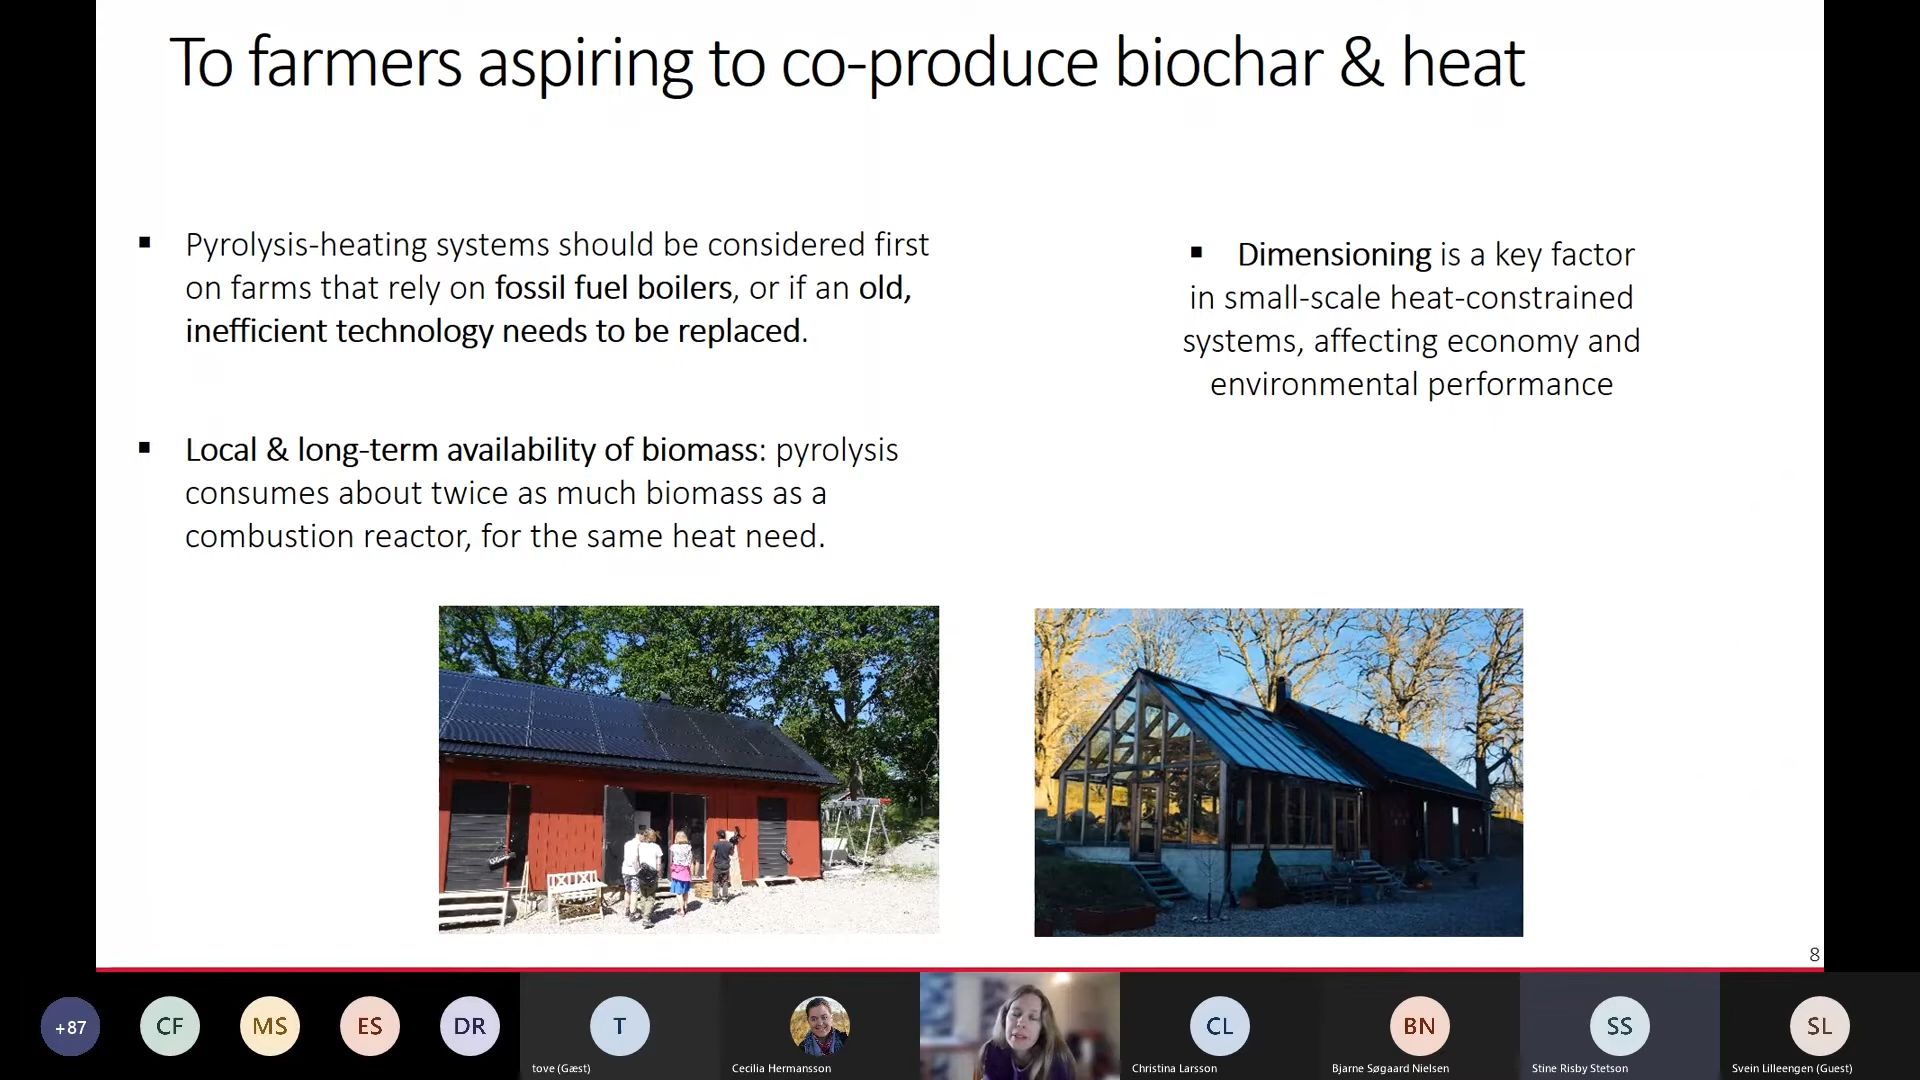 To farmers aspiring to co-produce biochar & heat
▪ Pyrolysis-heating systems should be considered first
on farms that rely on fossil fuel boilers, or if an old,
inefficient technology needs to be replaced.
▪ Local & long-term availability of biomass: pyrolysis
consumes about twice as much biomass as a
combustion reactor, for the same heat need.
▪ Dimensioning is a key factor
in small-scale heat-constrained
systems, affecting economy and
environmental performance
8
+87
CF
MS
ES
DR
T
tove (Gæst)
Cecilia Hermansson
CL
Christina Larsson
BN
Bjarne Søgaard Nielsen
SS
Stine Risby Stetson
SL
Svein Lilleengen (Guest)